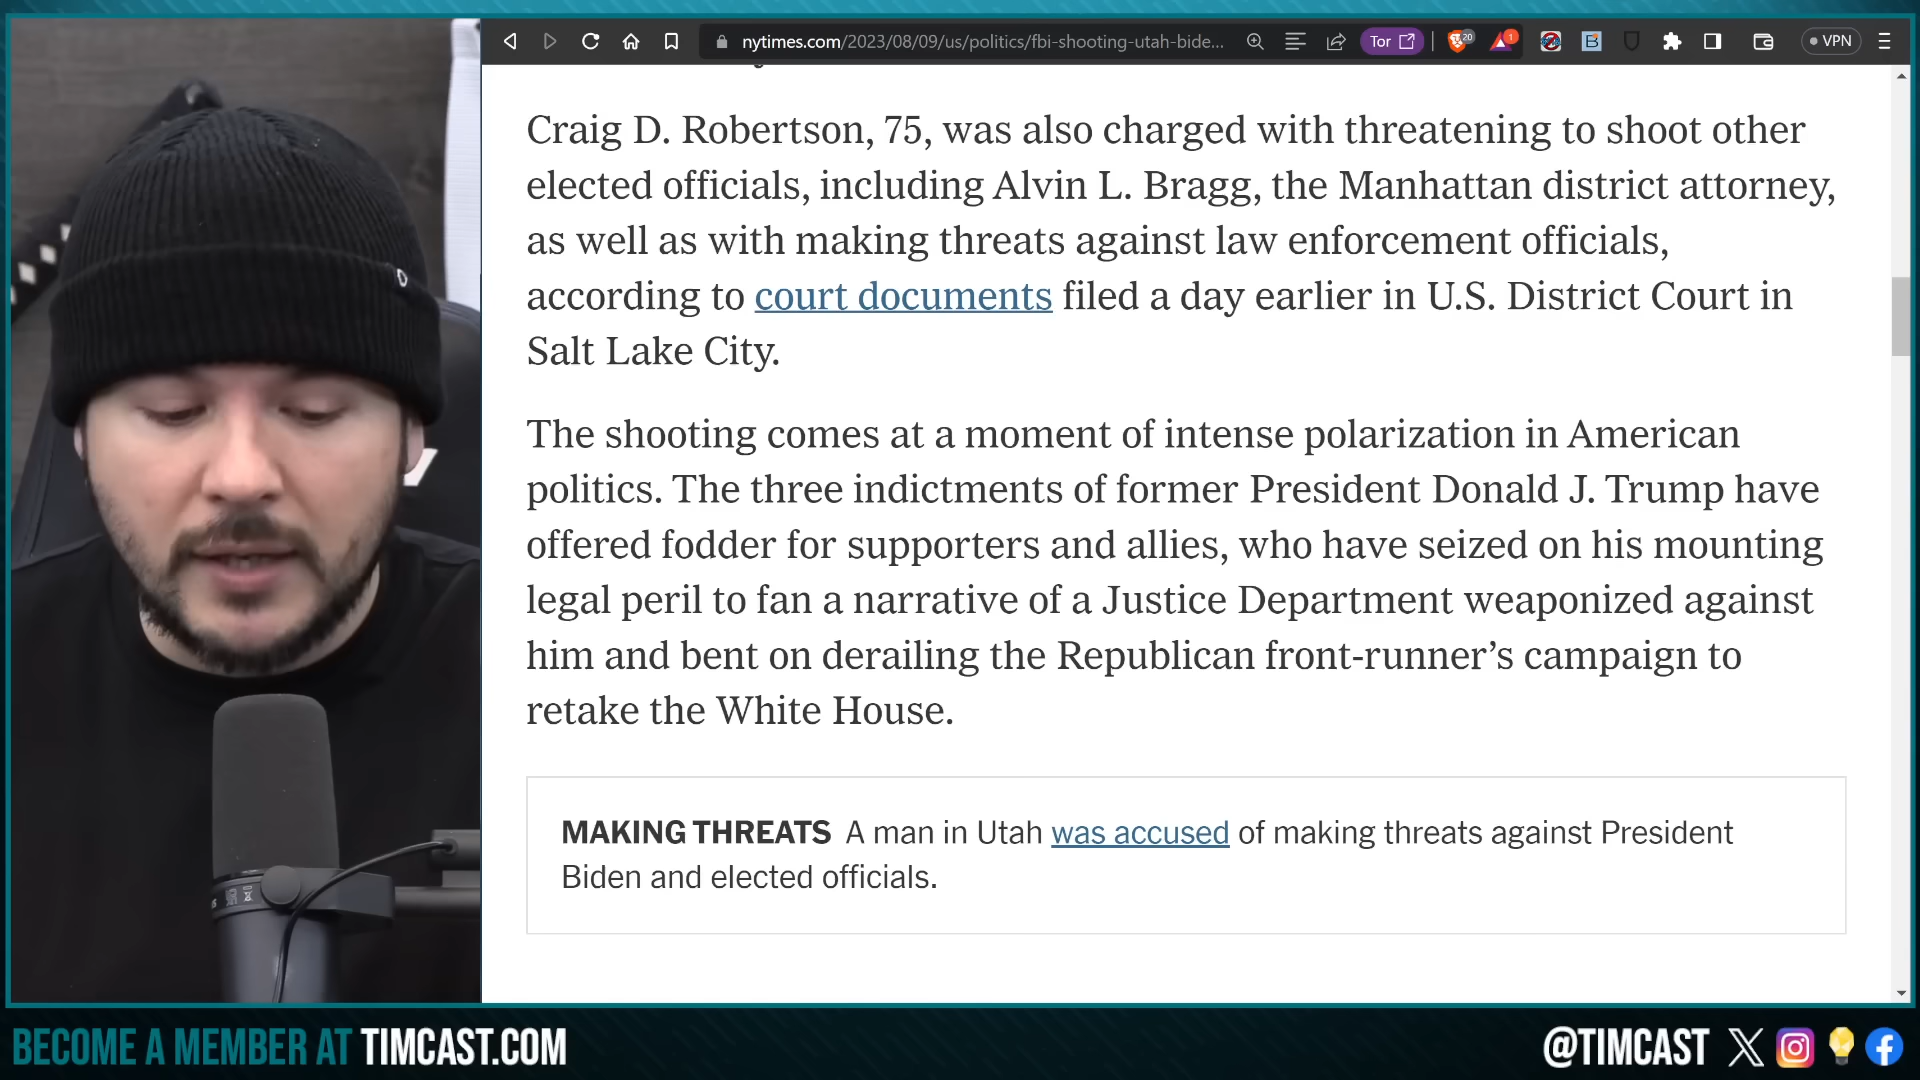 nytimes.com/2023/08/09/us/politics/fbi-shooting-utah-bide...
Tor
20
1
VPN
Craig D. Robertson, 75, was also charged with threatening to shoot other
elected officials, including Alvin L. Bragg, the Manhattan district attorney,
as well as with making threats against law enforcement officials,
according to court documents filed a day earlier in U.S. District Court in
Salt Lake City.
The shooting comes at a moment of intense polarization in American
politics. The three indictments of former President Donald J. Trump have
offered fodder for supporters and allies, who have seized on his mounting
legal peril to fan a narrative of a Justice Department weaponized against
him and bent on derailing the Republican front-runner’s campaign to
retake the White House.
MAKING THREATS A man in Utah was accused of making threats against President
Biden and elected officials.
BECOME A MEMBER AT TIMCAST.COM
@TIMCAST